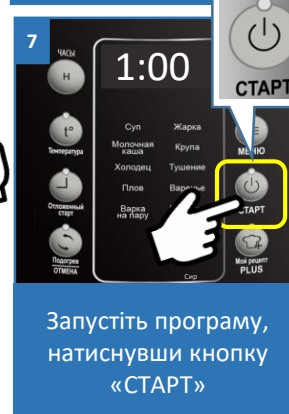 7
ЧАСЫ
Н
1:00
СТАРТ
t°
Температура
Суп
Жарка
Молочная каша
Крупа
МЕНЮ
Холодец
Тушение
Отложенный старт
Плов
Варенье
СТАРТ
Варка на пару
Подогрев
ОТМЕНА
Сир
Мой рецепт
PLUS
Запустіть програму,
натиснувши кнопку
«СТАРТ»